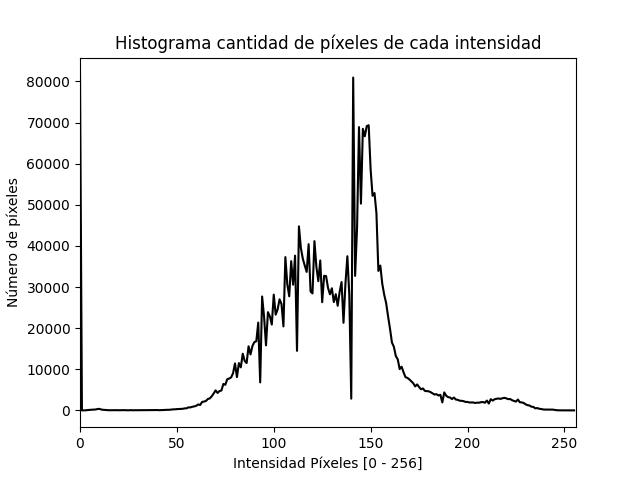 Histograma cantidad de píxeles de cada intensidad
80000
70000
60000
50000
40000
30000
20000
10000
0
Número de píxeles
0 50 100 150 200 250
Intensidad Píxeles [0 - 256]